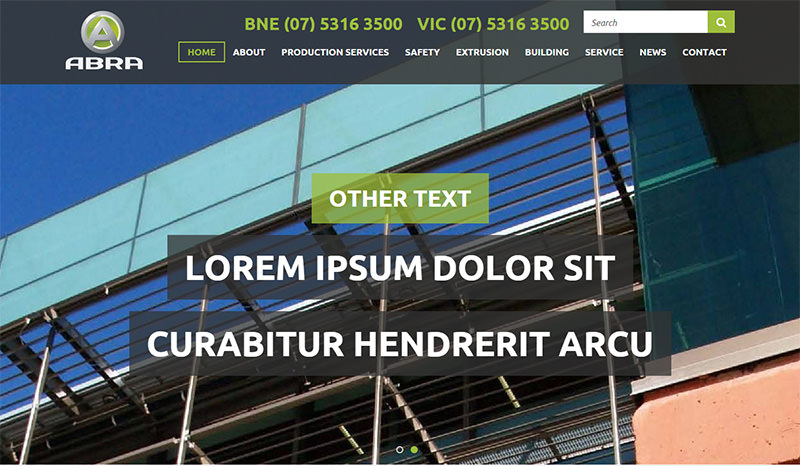 BNE (07) 5316 3500 VIC (07) 5316 3500
Search
A
ABRA
HOME ABOUT PRODUCTION SERVICES SAFETY EXTRUSION BUILDING SERVICE NEWS CONTACT
OTHER TEXT
LOREM IPSUM DOLOR SIT
CURABITUR HENDRERIT ARCU